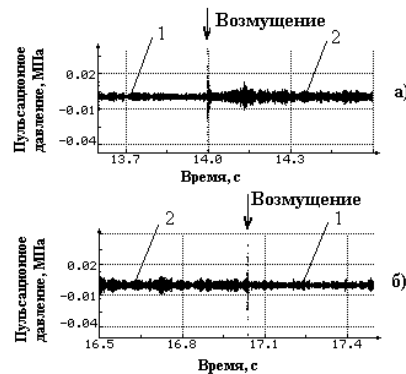 Возмущение
1
2
Пульсационное
давление, МПа
0.02
-0.01
-0.04
а)
13.7
14.0
14.3
Время, с
Возмущение
2
1
Пульсационное
давление, МПа
0.02
-0.01
-0.04
б)
16.5
16.8
17.1
17.4
Время, с